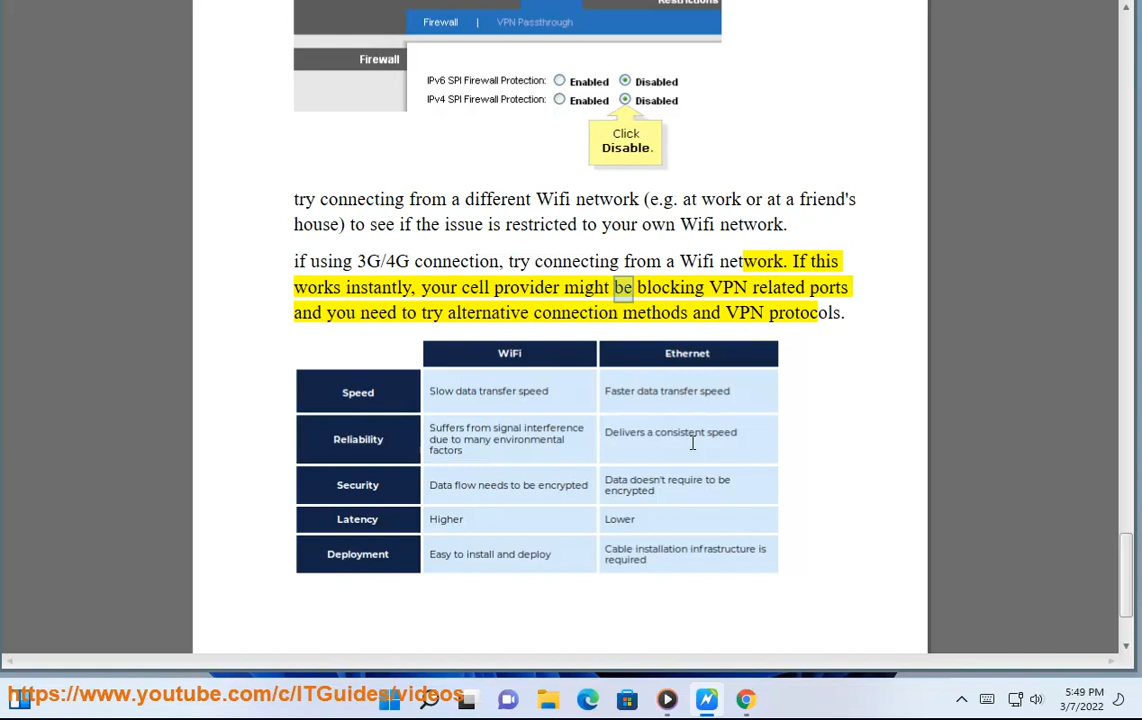 Restrictions
Firewall | VPN Passthrough
Firewall
IPv6 SPI Firewall Protection: Enabled Disabled
IPv4 SPI Firewall Protection: Enabled Disabled
Click
Disable.
try connecting from a different Wifi network (e.g. at work or at a friend's
house) to see if the issue is restricted to your own Wifi network.
if using 3G/4G connection, try connecting from a Wifi network. If this
works instantly, your cell provider might be blocking VPN related ports
and you need to try alternative connection methods and VPN protocols.
WiFi Ethernet
Speed Slow data transfer speed Faster data transfer speed
Reliability
Suffers from signal interference
due to many environmental
factors
Delivers a consistent speed
Security Data flow needs to be encrypted
Data doesn't require to be
encrypted
Latency Higher Lower
Deployment Easy to install and deploy
Cable installation infrastructure is
required
https://www.youtube.com/c/ITGuides/videos
5:49 PM
3/7/2022